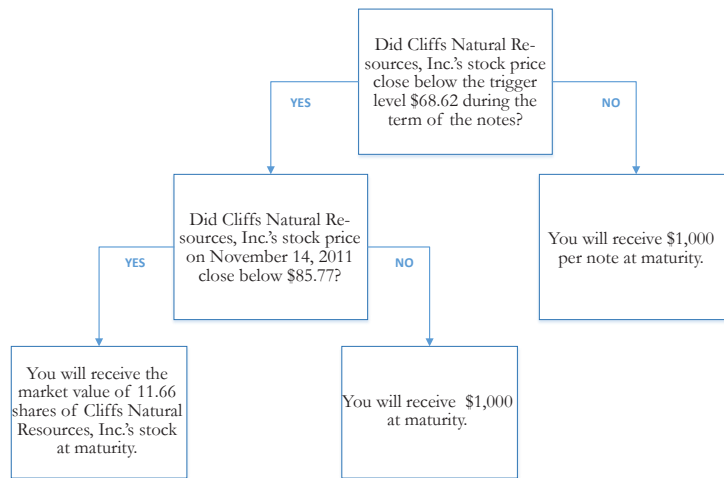 Did Cliffs Natural Re-
sources, Inc.'s stock price
close below the trigger
level $68.62 during the
term of the notes?
YES
NO
Did Cliffs Natural Re-
sources, Inc.'s stock price
on November 14, 2011
close below $85.77?
You will receive $1,000
per note at maturity.
YES
NO
You will receive the
market value of 11.66
shares of Cliffs Natural
Resources, Inc.'s stock
at maturity.
You will receive $1,000
at maturity.